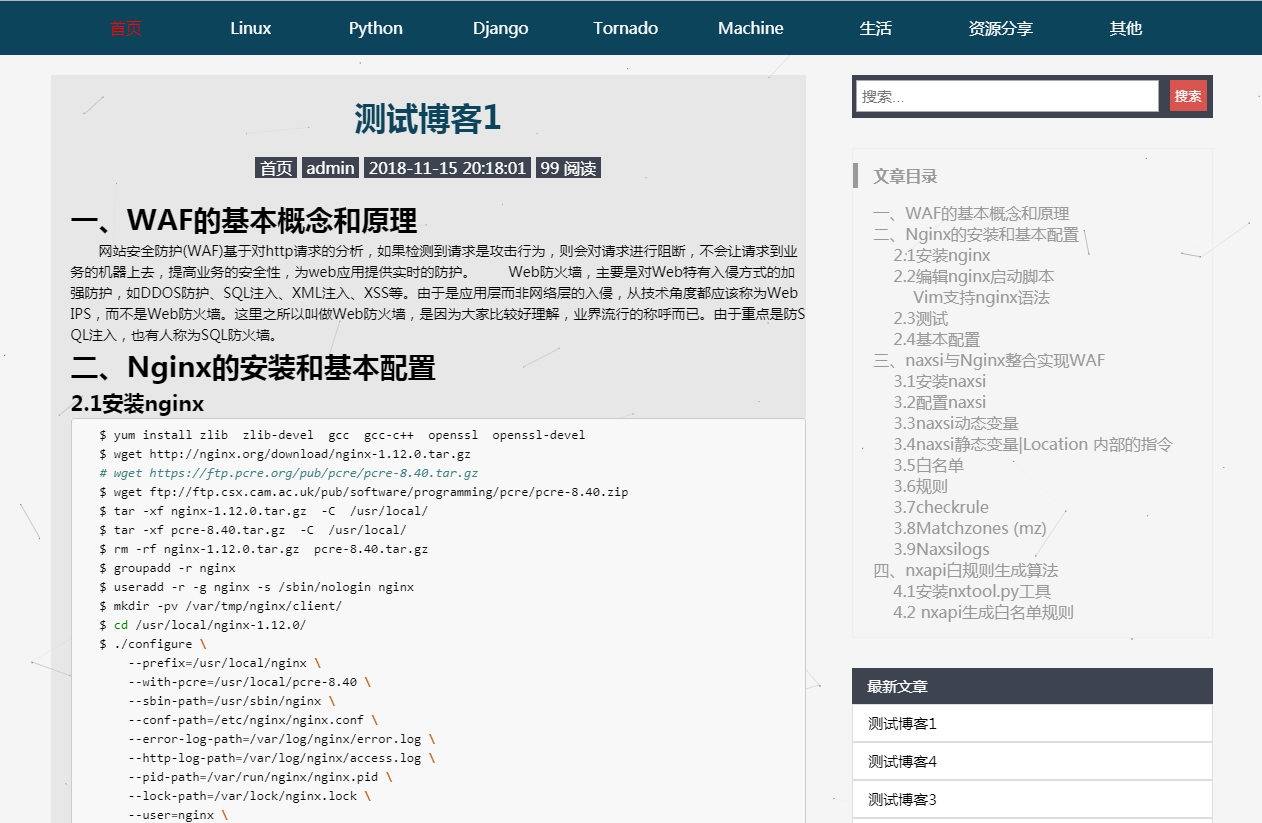 首页 Linux Python Django Tornado Machine 生活 资源分享 其他
测试博客1
首页 admin 2018-11-15 20:18:01 99 阅读
一、WAF的基本概念和原理
网站安全防护(WAF)基于对http请求的分析，如果检测到请求是攻击行为，则会对请求进行阻断，不会让请求到业
务的机器上去，提高业务的安全性，为web应用提供实时的防护。 Web防火墙，主要是对Web特有入侵方式的加
强防护，如DDOS防护、SQL注入、XML注入、XSS等。由于是应用层而非网络层的入侵，从技术角度都应该称为Web
IPS，而不是Web防火墙。这里之所以叫做Web防火墙，是因为大家比较好理解，业界流行的称呼而已。由于重点是防S
QL注入，也有人称为SQL防火墙。
二、Nginx的安装和基本配置
2.1安装nginx
$ yum install zlib  zlib-devel  gcc  gcc-c++  openssl  openssl-devel
$ wget http://nginx.org/download/nginx-1.12.0.tar.gz
# wget https://ftp.pcre.org/pub/pcre/pcre-8.40.tar.gz
$ wget ftp://ftp.csx.cam.ac.uk/pub/software/programming/pcre/pcre-8.40.zip
$ tar -xf nginx-1.12.0.tar.gz  -C  /usr/local/
$ tar -xf pcre-8.40.tar.gz  -C  /usr/local/
$ rm -rf nginx-1.12.0.tar.gz  pcre-8.40.tar.gz
$ groupadd -r nginx
$ useradd -r -g nginx -s /sbin/nologin nginx
$ mkdir -pv /var/tmp/nginx/client/
$ cd /usr/local/nginx-1.12.0/
$ ./configure \
--prefix=/usr/local/nginx \
--with-pcre=/usr/local/pcre-8.40 \
--sbin-path=/usr/sbin/nginx \
--conf-path=/etc/nginx/nginx.conf \
--error-log-path=/var/log/nginx/error.log \
--http-log-path=/var/log/nginx/access.log \
--pid-path=/var/run/nginx/nginx.pid \
--lock-path=/var/lock/nginx.lock \
--user=nginx \
搜索... 搜索
文章目录
一、WAF的基本概念和原理
二、Nginx的安装和基本配置
2.1安装nginx
2.2编辑nginx启动脚本
Vim支持nginx语法
2.3测试
2.4基本配置
三、naxsi与Nginx整合实现WAF
3.1安装naxsi
3.2配置naxsi
3.3naxsi动态变量
3.4naxsi静态变量|Location 内部的指令
3.5白名单
3.6规则
3.7checkrule
3.8Matchzones (mz)
3.9Naxsilogs
四、nxapi白规则生成算法
4.1安装nxtool.py工具
4.2 nxapi生成白名单规则
最新文章
测试博客1
测试博客4
测试博客3